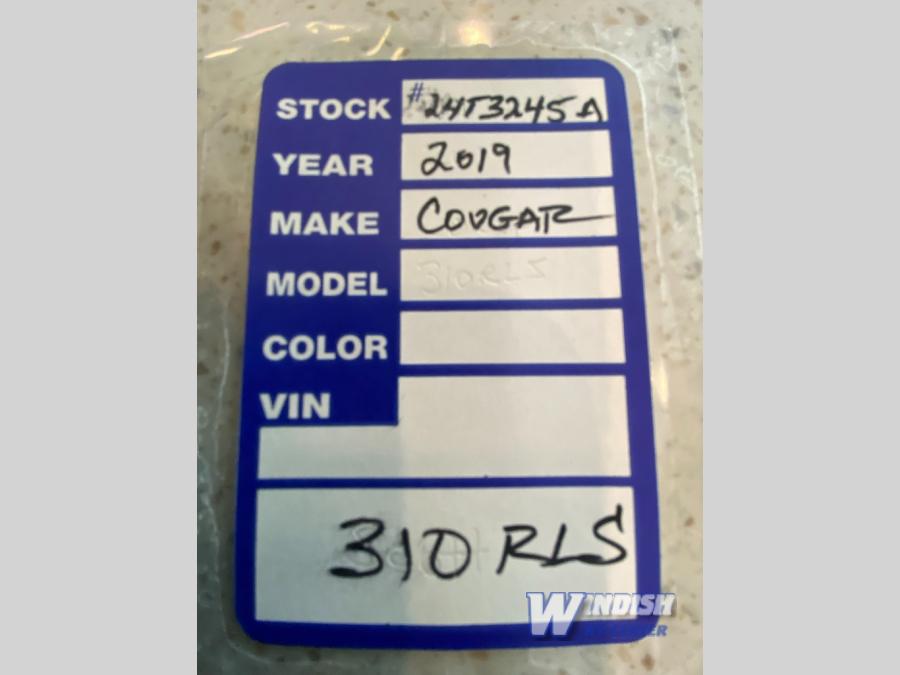 STOCK #24T3245A
YEAR 2019
MAKE COUGAR
MODEL 310RLS
COLOR
VIN
310 RLS
WINDISH